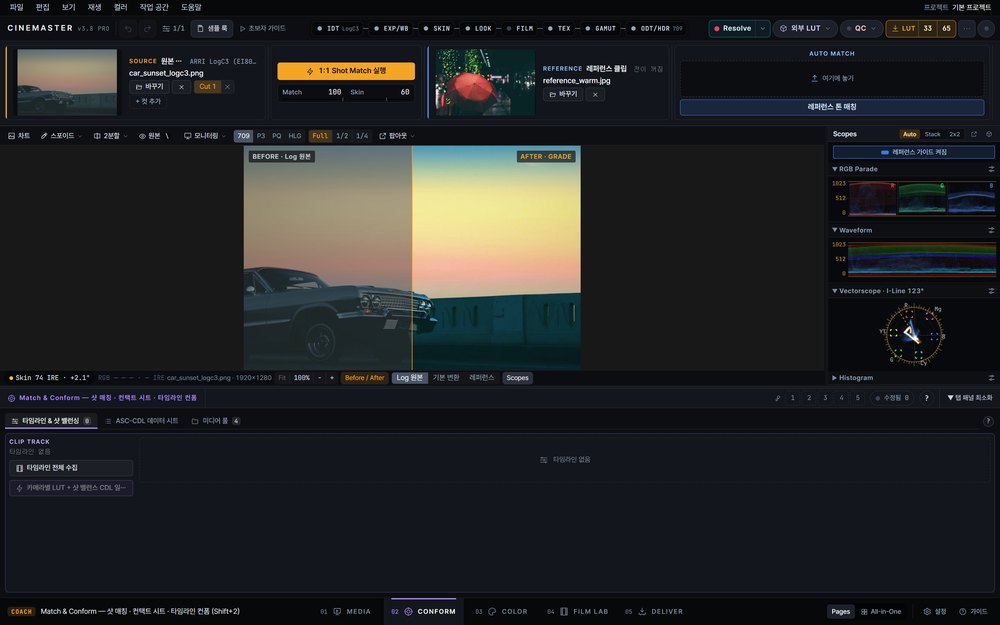 파일 편집 보기 재생 컬러 작업 공간 도움말
프로젝트 기본 프로젝트
CINEMASTER v3.8 PRO
1/1 샘플 룩 초보자 가이드
IDT LogC3 EXP/WB SKIN LOOK FILM TEX GAMUT ODT/HDR 709
Resolve 외부 LUT QC LUT 33 65 ...
SOURCE 원본 ··· ARRI LogC3 (EI80…
car_sunset_logc3.png
바꾸기 × Cut 1 ×
+ 컷 추가
1:1 Shot Match 실행
Match 100 Skin 60
REFERENCE 레퍼런스 클립 전이 꺼짐
reference_warm.jpg
바꾸기 ×
AUTO MATCH
여기에 놓기
레퍼런스 톤 매칭
차트 스포이드 2분할 원본 \ 모니터링 709 P3 PQ HLG Full 1/2 1/4 팝아웃
BEFORE · Log 원본
AFTER · GRADE
Scopes Auto Stack 2x2
레퍼런스 가이드 켜짐
RGB Parade
1023
512
0
R G B
Waveform
1023
512
0
Vectorscope · I-Line 123°
R Mg B Cy G Yl
Histogram
Skin 74 IRE · +2.1° RGB — — — · — IRE car_sunset_logc3.png · 1920×1280 Fit 100% - + Before / After Log 원본 기본 변환 레퍼런스 Scopes
Match & Conform — 샷 매칭 · 컨택트 시트 · 타임라인 컨폼
1 2 3 4 5 수정됨 0 ? ▼ 탭 패널 최소화
타임라인 & 샷 밸런싱 0 ASC-CDL 데이터 시트 미디어 풀 4 ?
CLIP TRACK
타임라인 없음
타임라인 전체 수집
카메라별 LUT + 샷 밸런스 CDL 일···
타임라인 없음
COACH Match & Conform — 샷 매칭 · 컨택트 시트 · 타임라인 컨폼 (Shift+2)
01 MEDIA 02 CONFORM 03 COLOR 04 FILM LAB 05 DELIVER
Pages All-in-One 설정 가이드